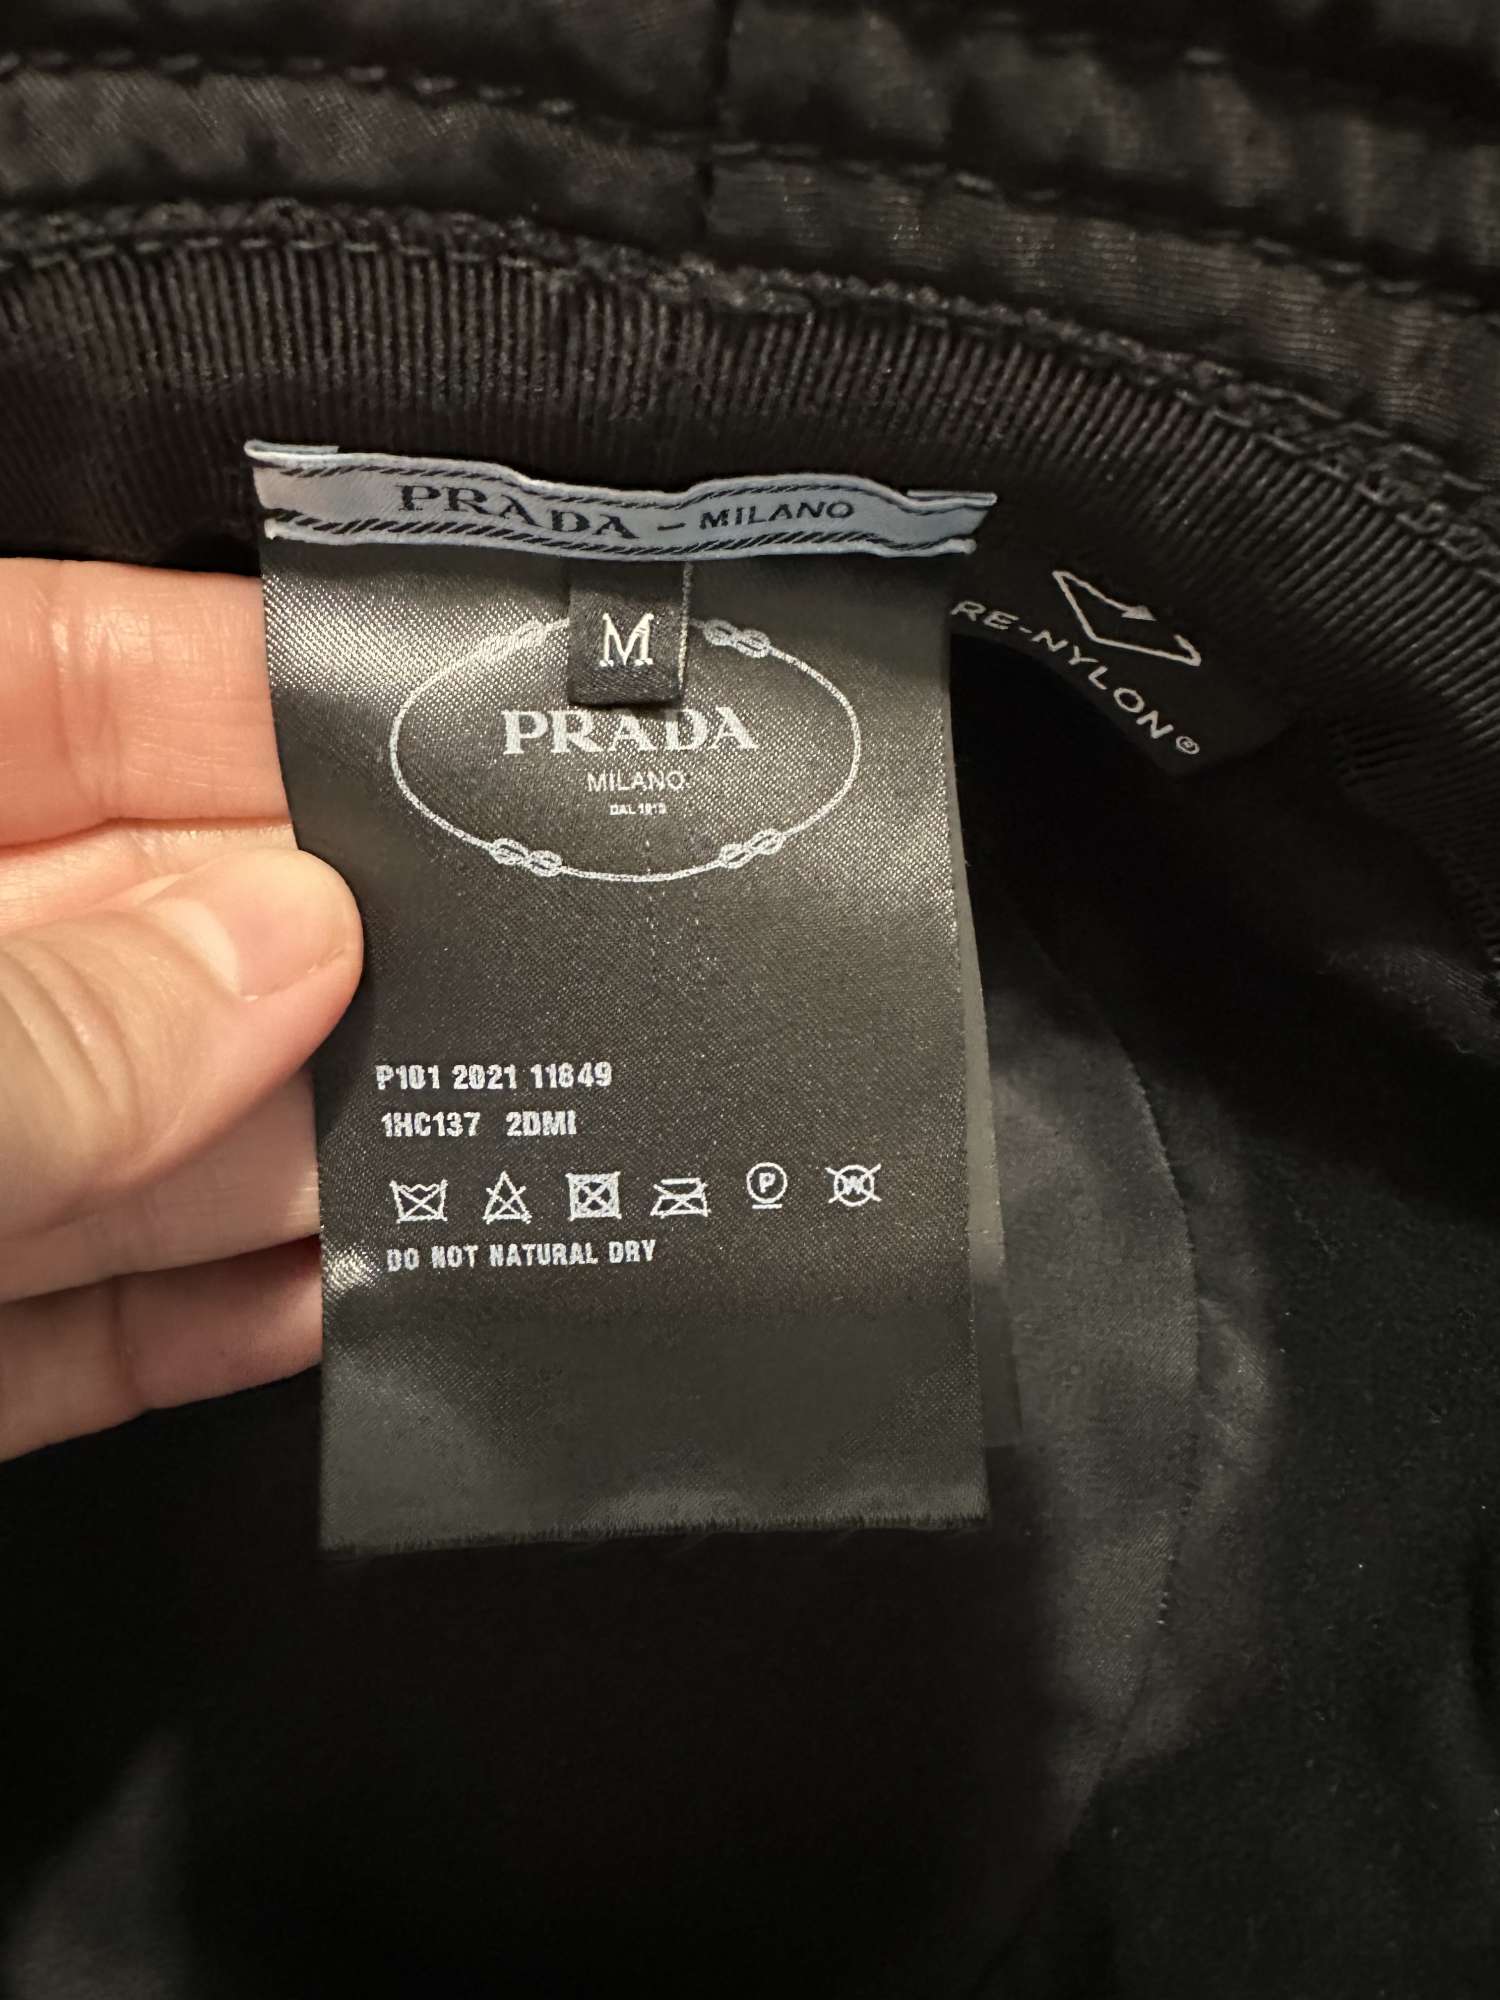 PRADA – MILANO
M
RE-NYLON®
PRADA
MILANO
DAL 1913
P101 2021 11849
1HC137 2DMI
P
W
DO NOT NATURAL DRY